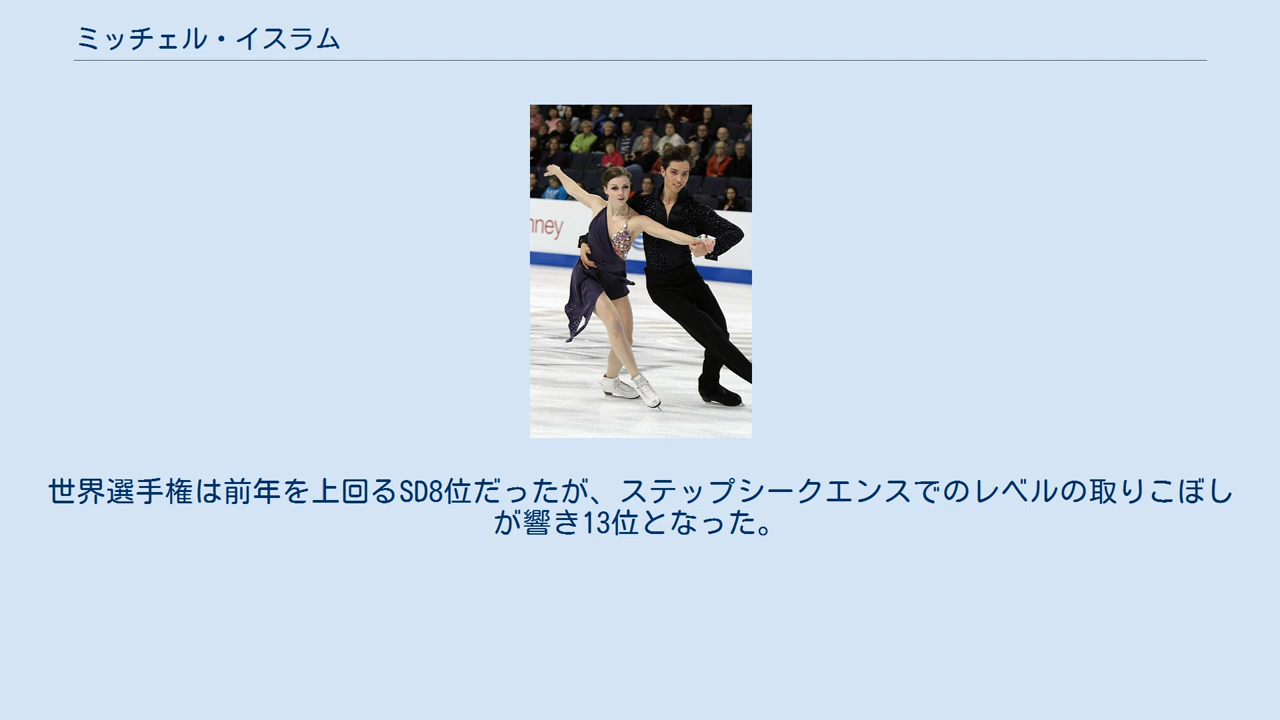 ミッチェル・イスラム
nney
世界選手権は前年を上回るSD8位だったが、ステップシークエンスでのレベルの取りこぼし
が響き13位となった。